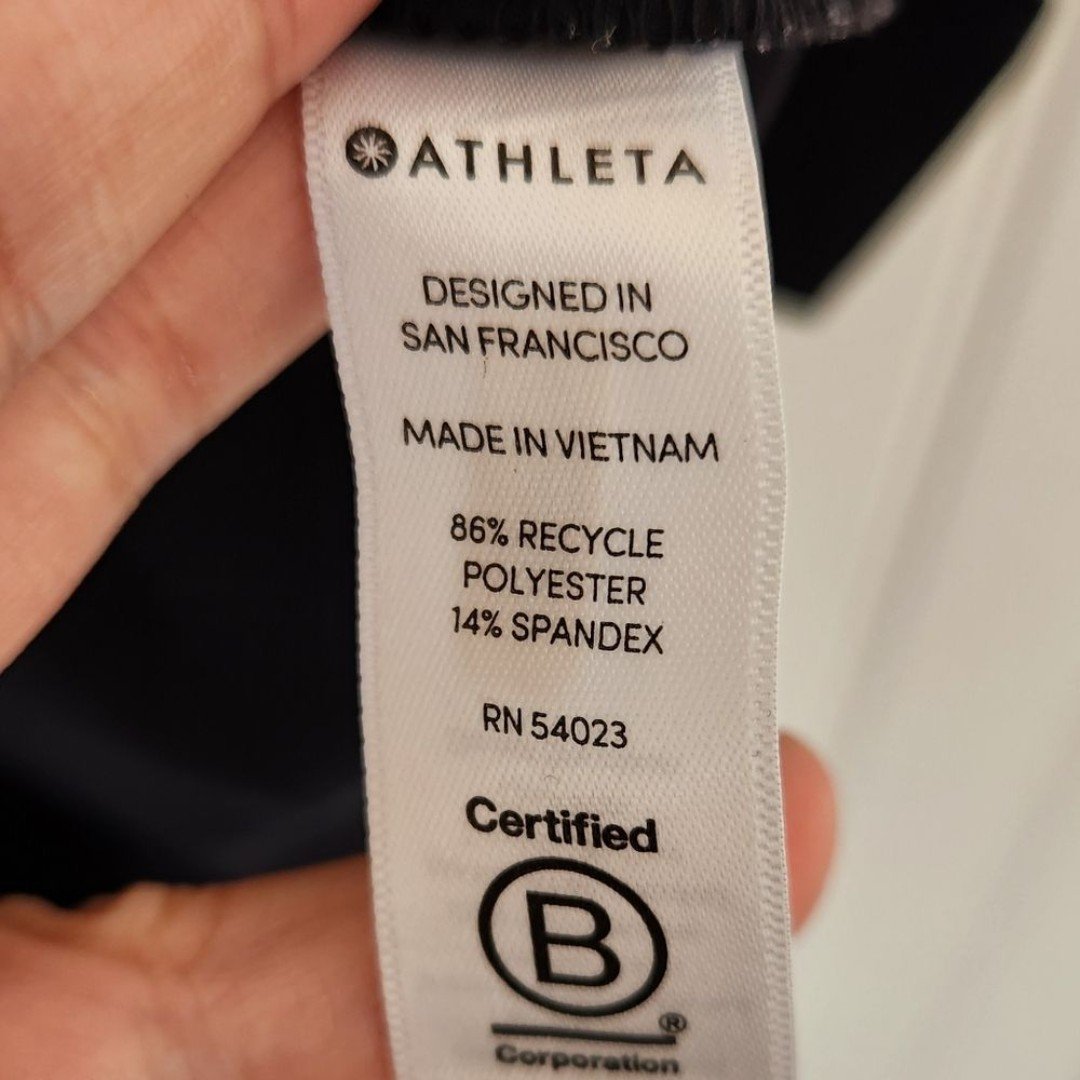 ATHLETA
DESIGNED IN
SAN FRANCISCO
MADE IN VIETNAM
86% RECYCLE
POLYESTER
14% SPANDEX
RN 54023
Certified
B
®
Corporation